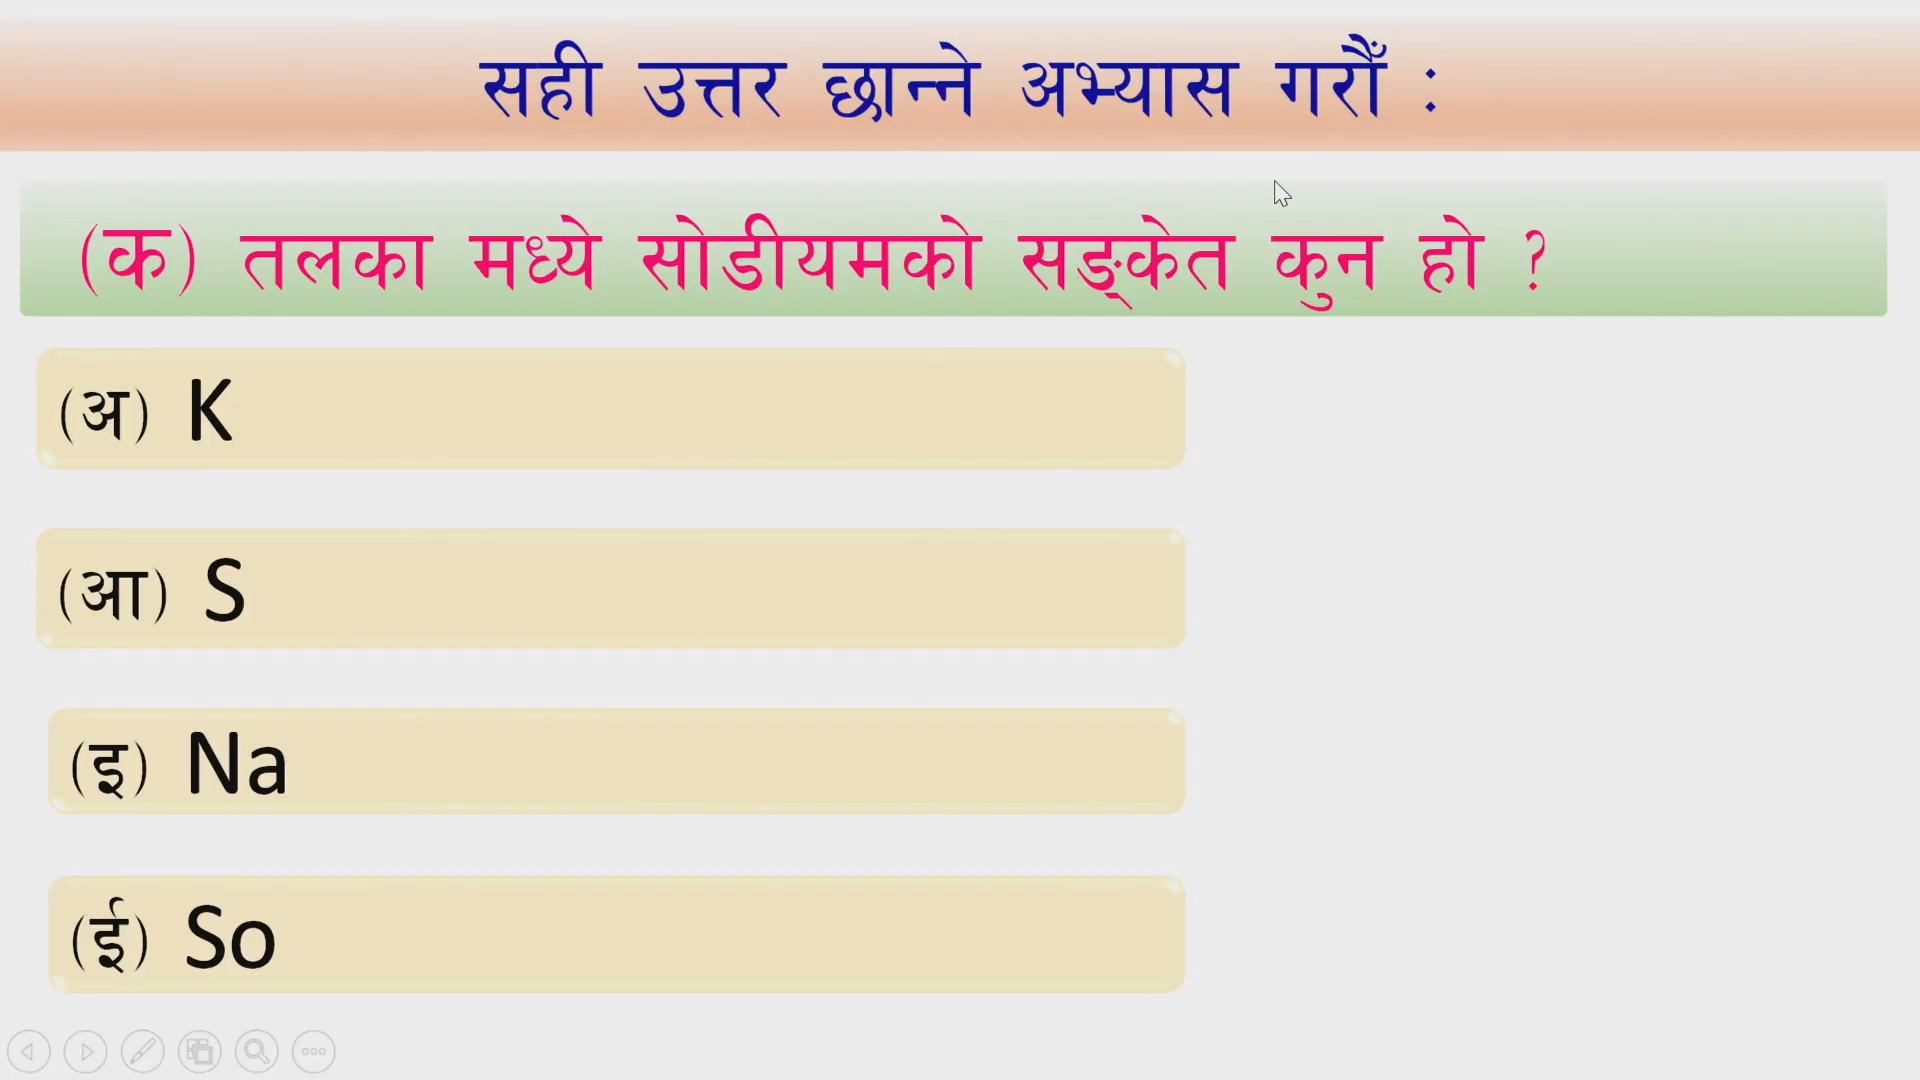 सही उत्तर छान्ने अभ्यास गरौँ :
(क) तलका मध्ये सोडीयमको सङ्केत कुन हो ?
(अ) K
(आ) S
(इ) Na
(ई) So